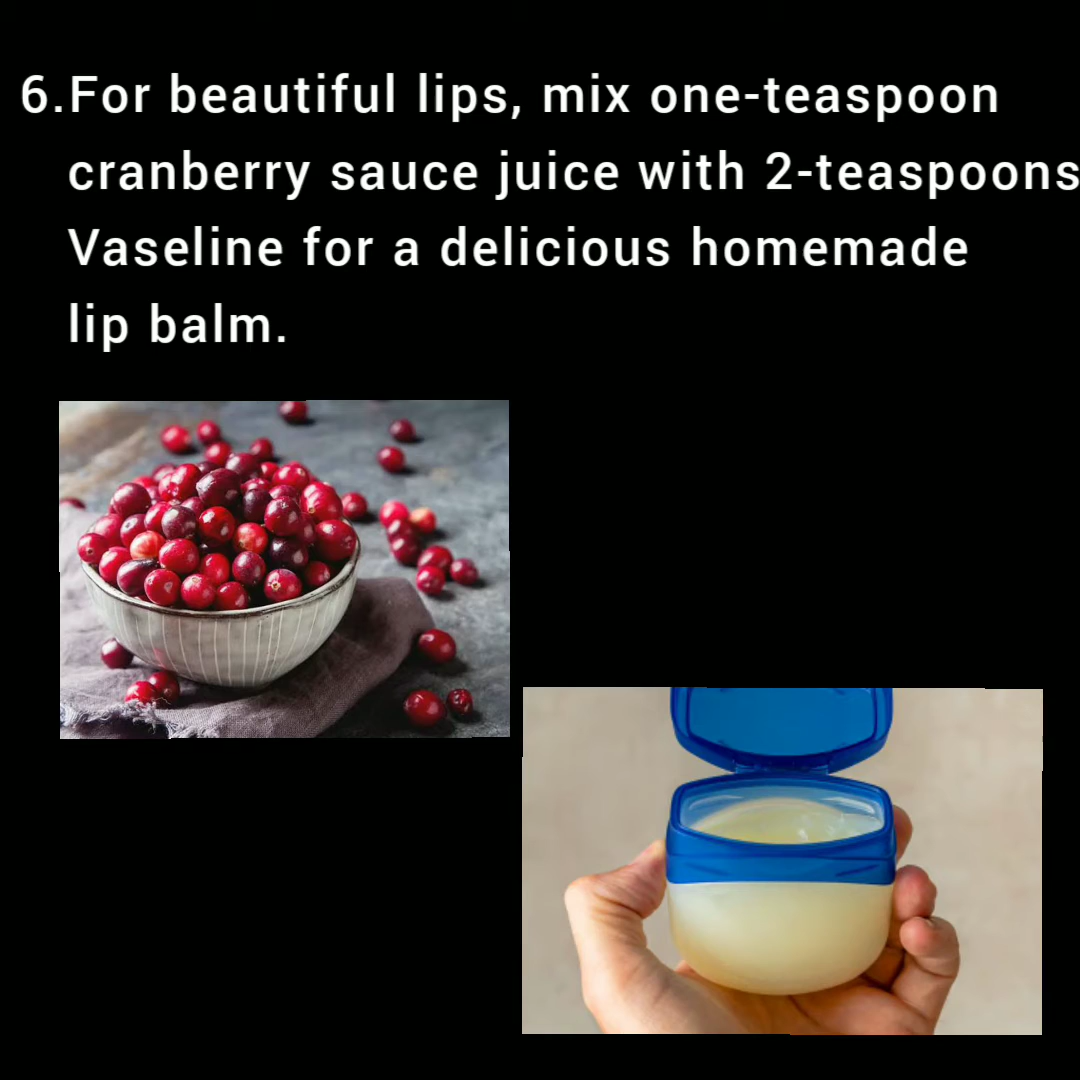 6.For beautiful lips, mix one-teaspoon
cranberry sauce juice with 2-teaspoons
Vaseline for a delicious homemade
lip balm.